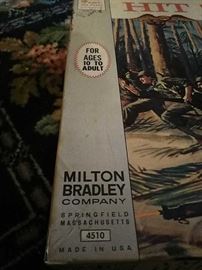 HIT
FOR
AGES
10 TO
ADULT
MILTON
BRADLEY
COMPANY
SPRINGFIELD
MASSACHUSETTS
4510
MADE IN USA